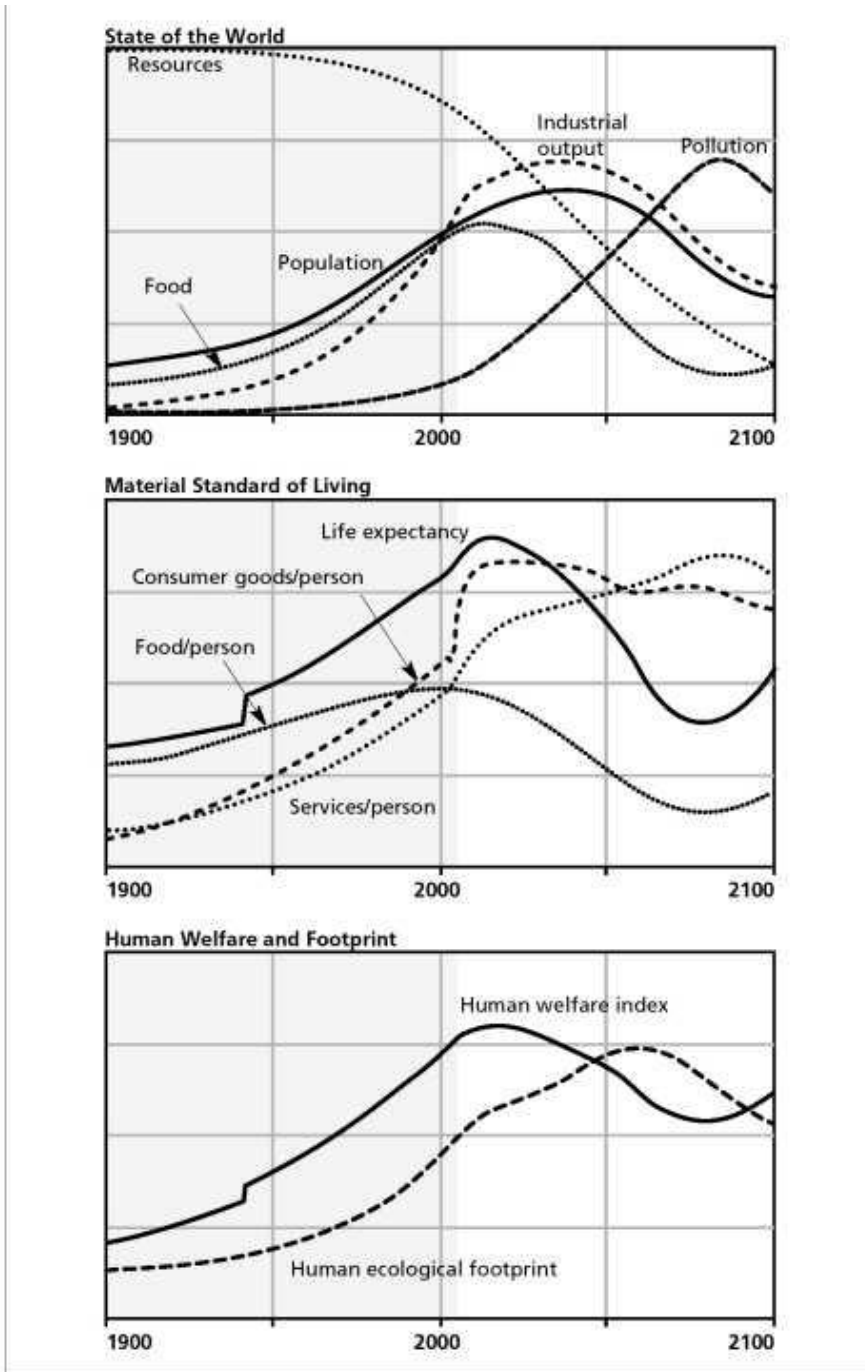 State of the World
Resources
Industrial
output
Pollution
Population
Food
1900
2000
2100
Material Standard of Living
Life expectancy
Consumer goods/person
Food/person
Services/person
1900
2000
2100
Human Welfare and Footprint
Human welfare index
Human ecological footprint
1900
2000
2100